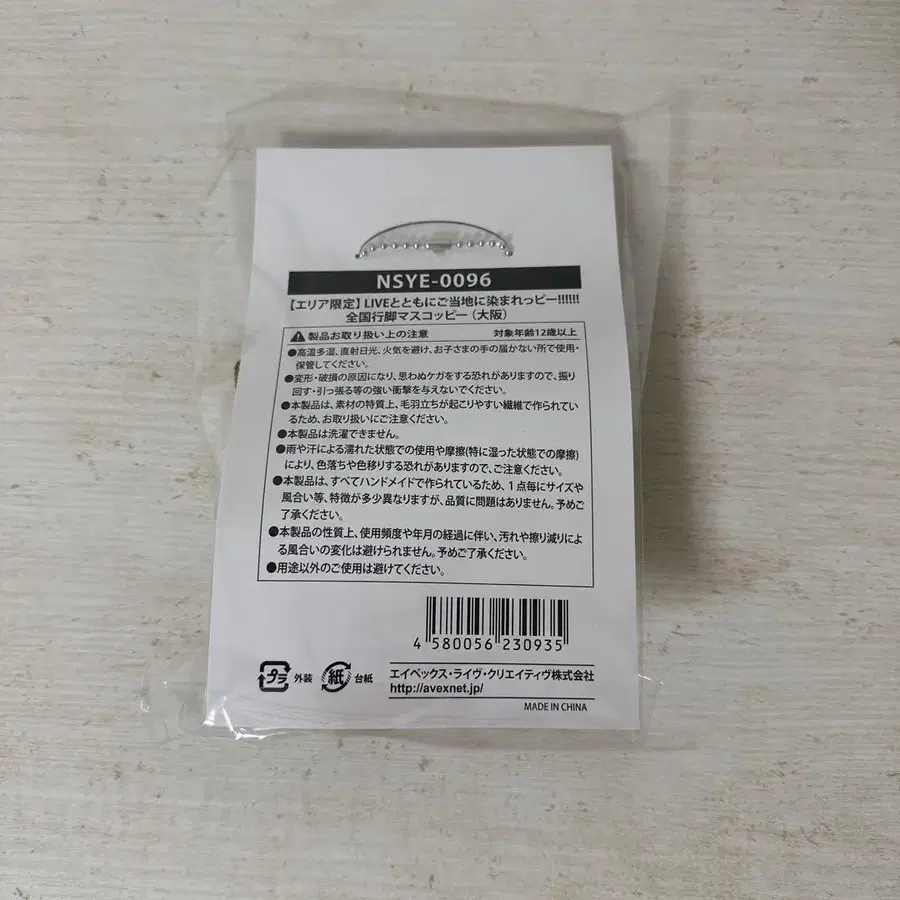 NSYE-0096
【エリア限定】LIVEとともにご当地に染まれっピー!!!!!!
全国行脚マスコッピー（大阪）
製品お取り扱い上の注意 対象年齢12歳以上
●高温多湿、直射日光、火気を避け、お子さまの手の届かない所で使用・
保管してください。
●変形・破損の原因になり、思わぬケガをする恐れがありますので、振り
回す・引っ張る等の強い衝撃を与えないでください。
●本製品は、素材の特質上、毛羽立ちが起こりやすい繊維で作られてい
るため、お取り扱いにご注意ください。
●本製品は洗濯できません。
●雨や汗による濡れた状態での使用や摩擦(特に湿った状態での摩擦)
により、色落ちや色移りする恐れがありますので、ご注意ください。
●本製品は、すべてハンドメイドで作られているため、1点毎にサイズや
風合い等、特徴が多少異なりますが、品質に問題はありません。予めご
了承ください。
●本製品の性質上、使用頻度や年月の経過に伴い、汚れや擦り減りによ
る風合いの変化は避けられません。予めご了承ください。
●用途以外のご使用は避けてください。
4 580056 230935
プラ 外装 紙 台紙
エイベックス・ライヴ・クリエイティヴ株式会社
http://avexnet.jp/
MADE IN CHINA